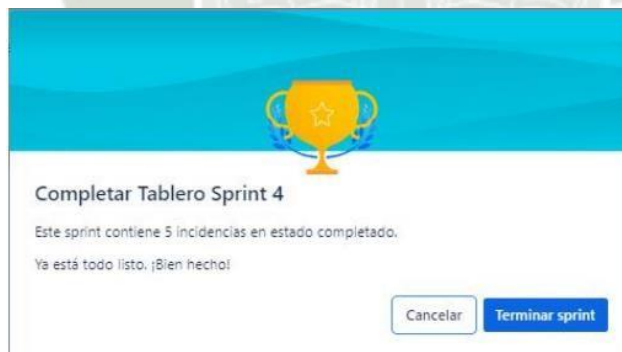 Completar Tablero Sprint 4
Este sprint contiene 5 incidencias en estado completado.
Ya está todo listo. ¡Bien hecho!
Cancelar Terminar sprint